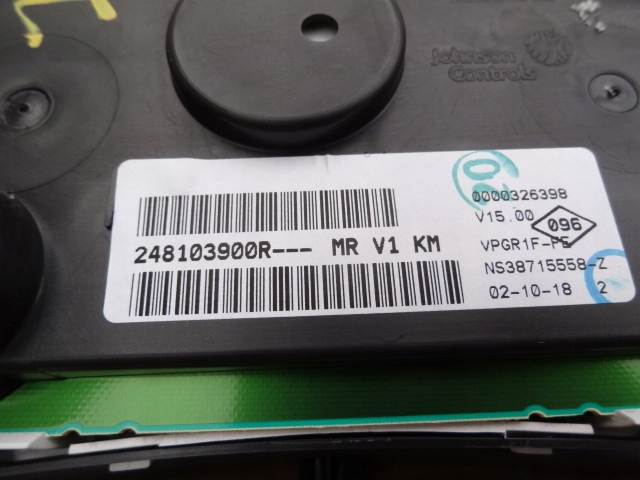 Johnson
Controls
0000326398
V15.00
096
248103900R--- MR V1 KM
VPGR1F-PE
NS38715558-Z
02-10-18 2